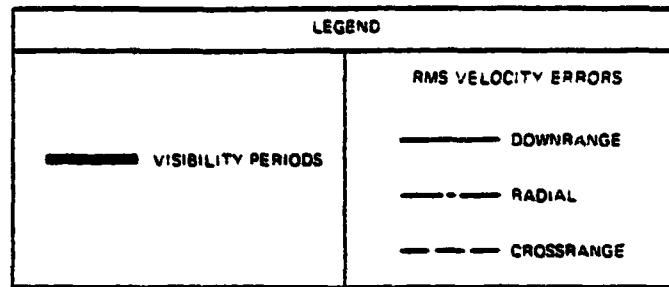 LEGEND
VISIBILITY PERIODS
RMS VELOCITY ERRORS
DOWNRANGE
RADIAL
CROSSRANGE